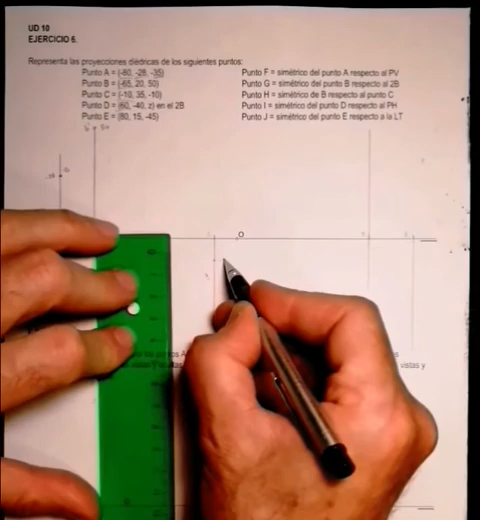 UD 10
EJERCICIO 6.
Representa las proyecciones diédricas de los siguientes puntos:
Punto A = (-80, -28, -35)
Punto B = (-65, 20, 50)
Punto C = (-10, 35, -10)
Punto D = (60, -40, z) en el 2B
Punto E = (80, 15, -45)
Punto F = simétrico del punto A respecto al PV
Punto G = simétrico del punto B respecto al 2B
Punto H = simétrico de B respecto al punto C
Punto I = simétrico del punto D respecto al PH
Punto J = simétrico del punto E respecto a la LT
O
vistas y